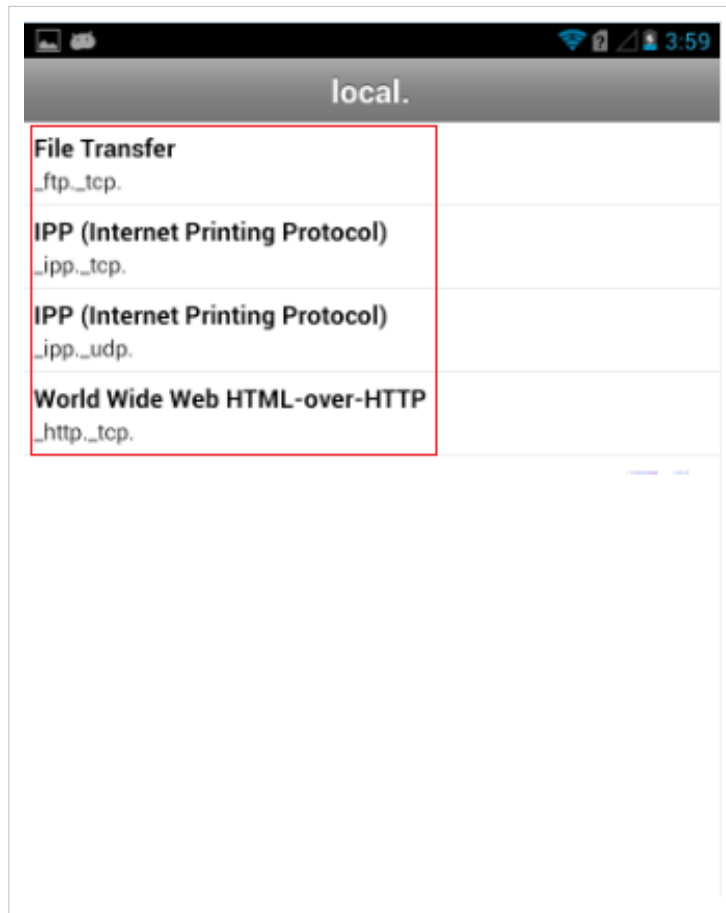 3:59
local.
File Transfer
_ftp._tcp.
IPP (Internet Printing Protocol)
_ipp._tcp.
IPP (Internet Printing Protocol)
_ipp._udp.
World Wide Web HTML-over-HTTP
_http._tcp.